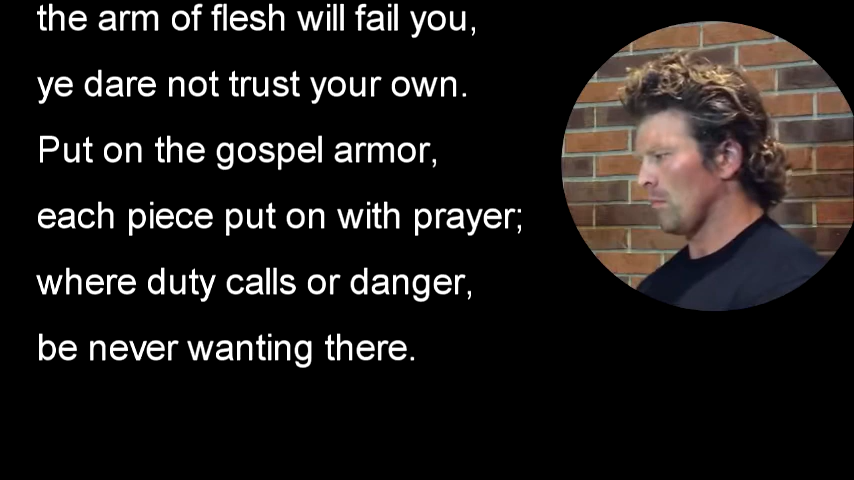 the arm of flesh will fail you,
ye dare not trust your own.
Put on the gospel armor,
each piece put on with prayer;
where duty calls or danger,
be never wanting there.